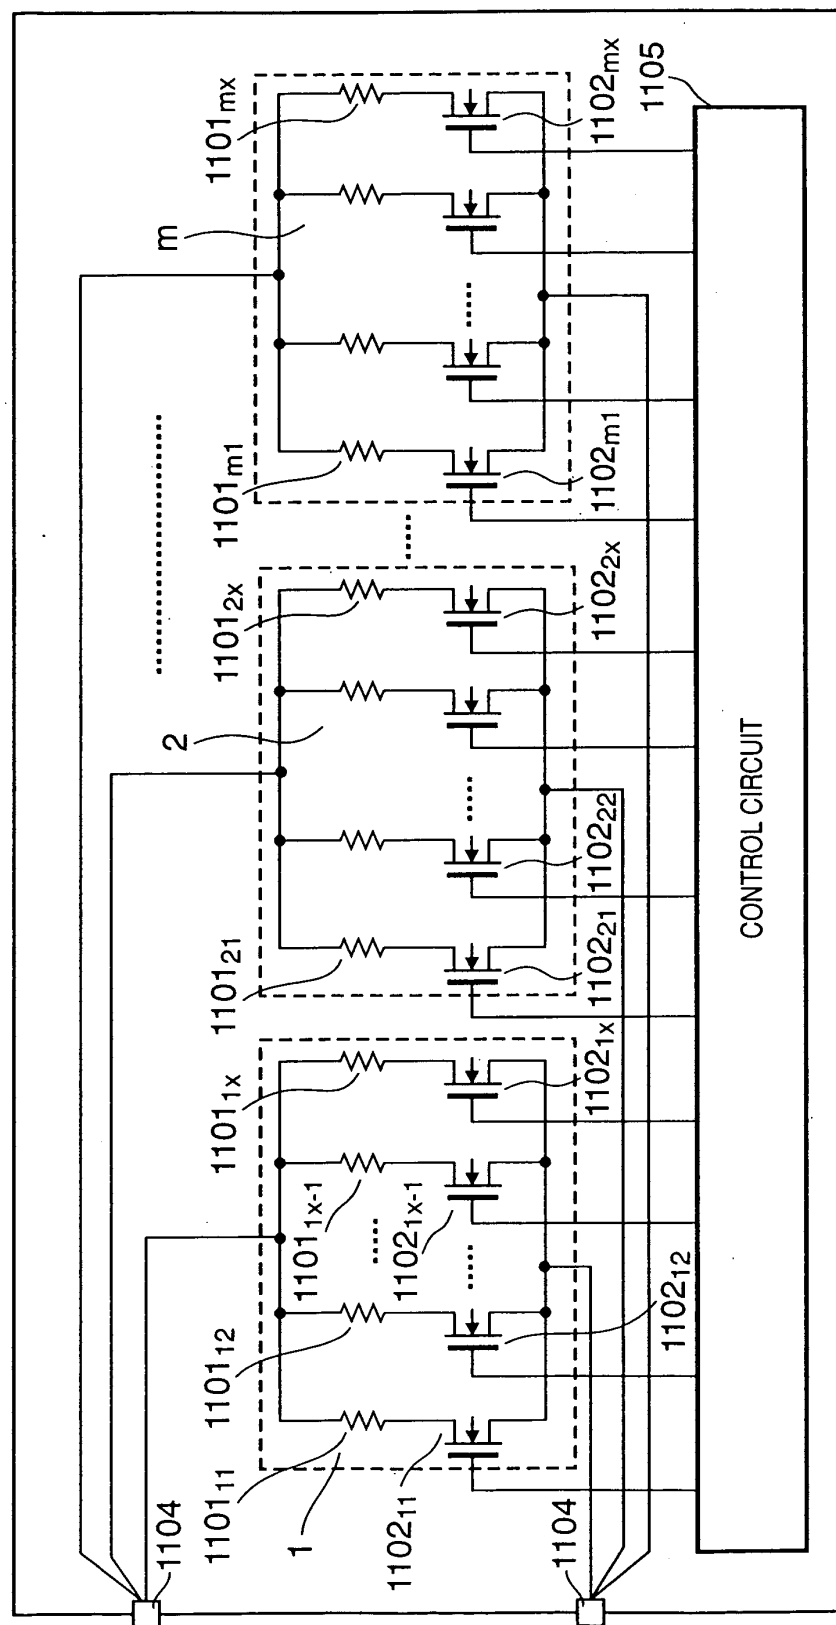 1104
1104
1
1101₁₁
1101₁₂
1101₁ₓ₋₁
1101₁ₓ
1102₁₁
1102₁₂
1102₁ₓ₋₁
1102₁ₓ
2
1101₂₁
1101₂ₓ
1102₂₁
1102₂₂
1102₂ₓ
m
1101ₘ₁
1101ₘₓ
1102ₘ₁
1102ₘₓ
1105
CONTROL CIRCUIT